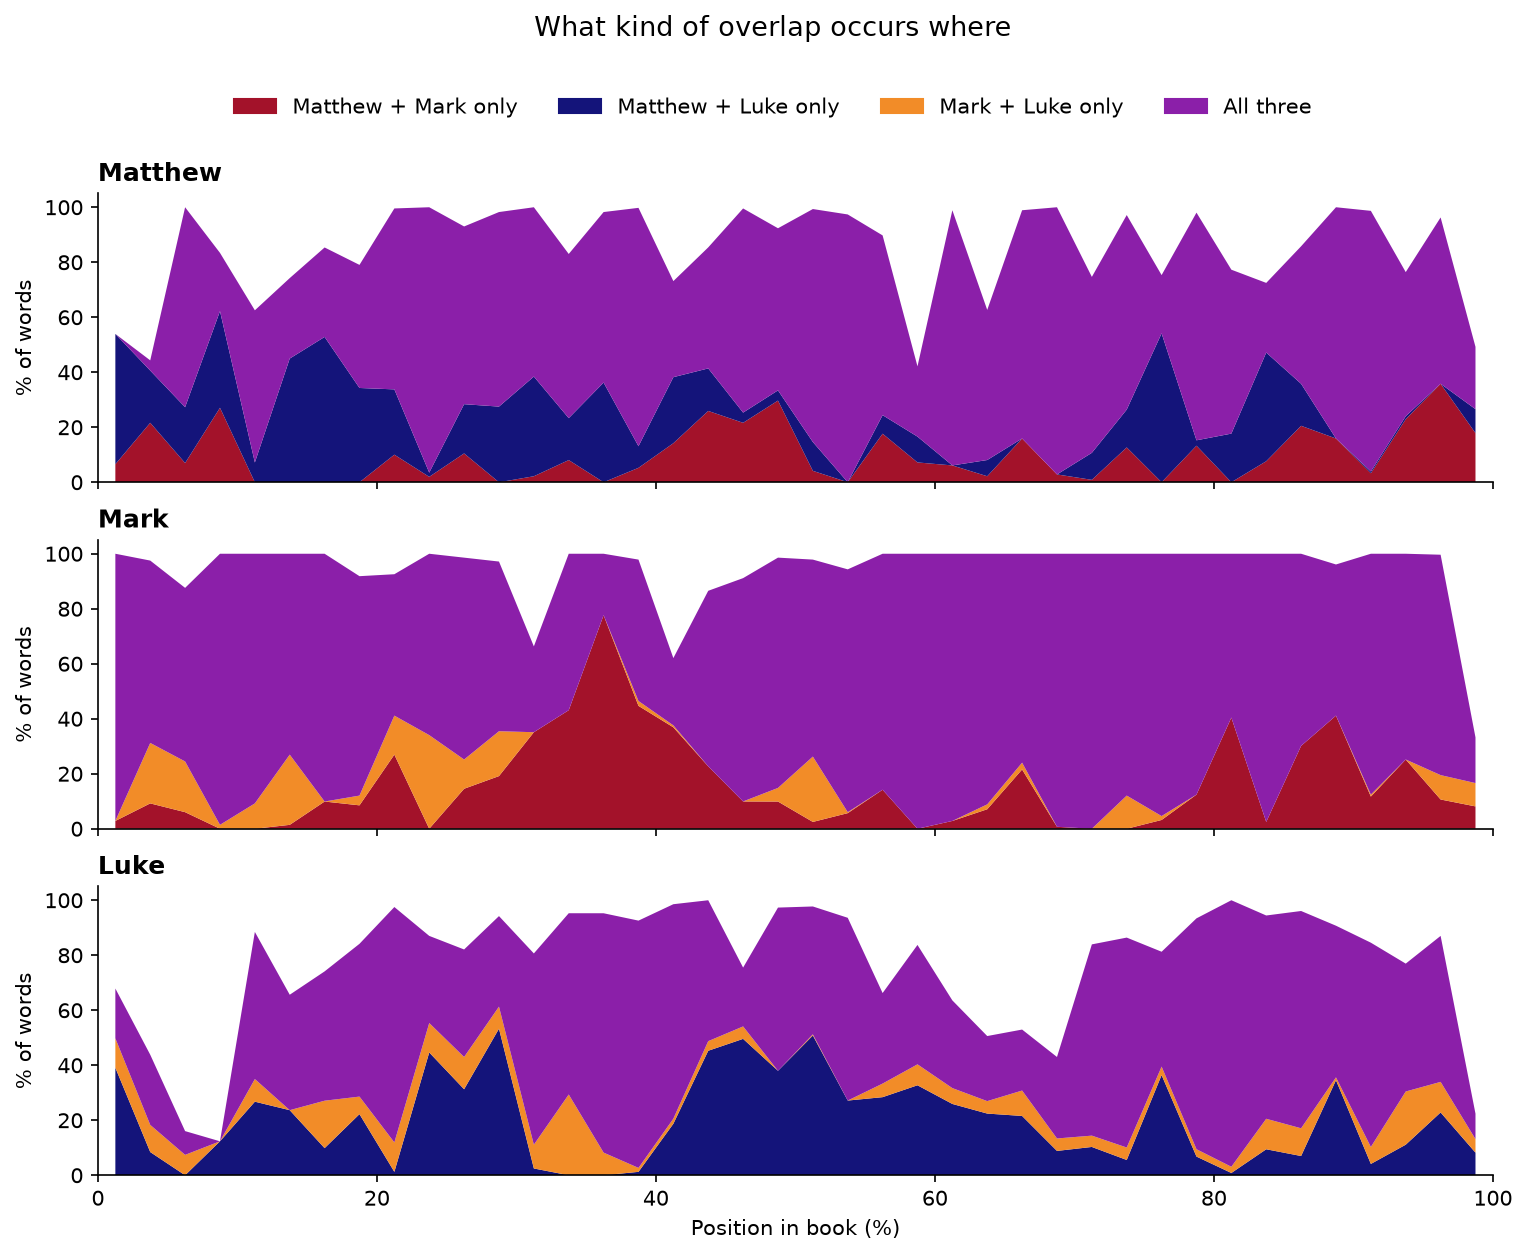 What kind of overlap occurs where
Matthew + Mark only
Matthew + Luke only
Mark + Luke only
All three
Matthew
100
80
60
40
20
0
% of words
Mark
100
80
60
40
20
0
% of words
Luke
100
80
60
40
20
0
% of words
0 20 40 60 80 100
Position in book (%)